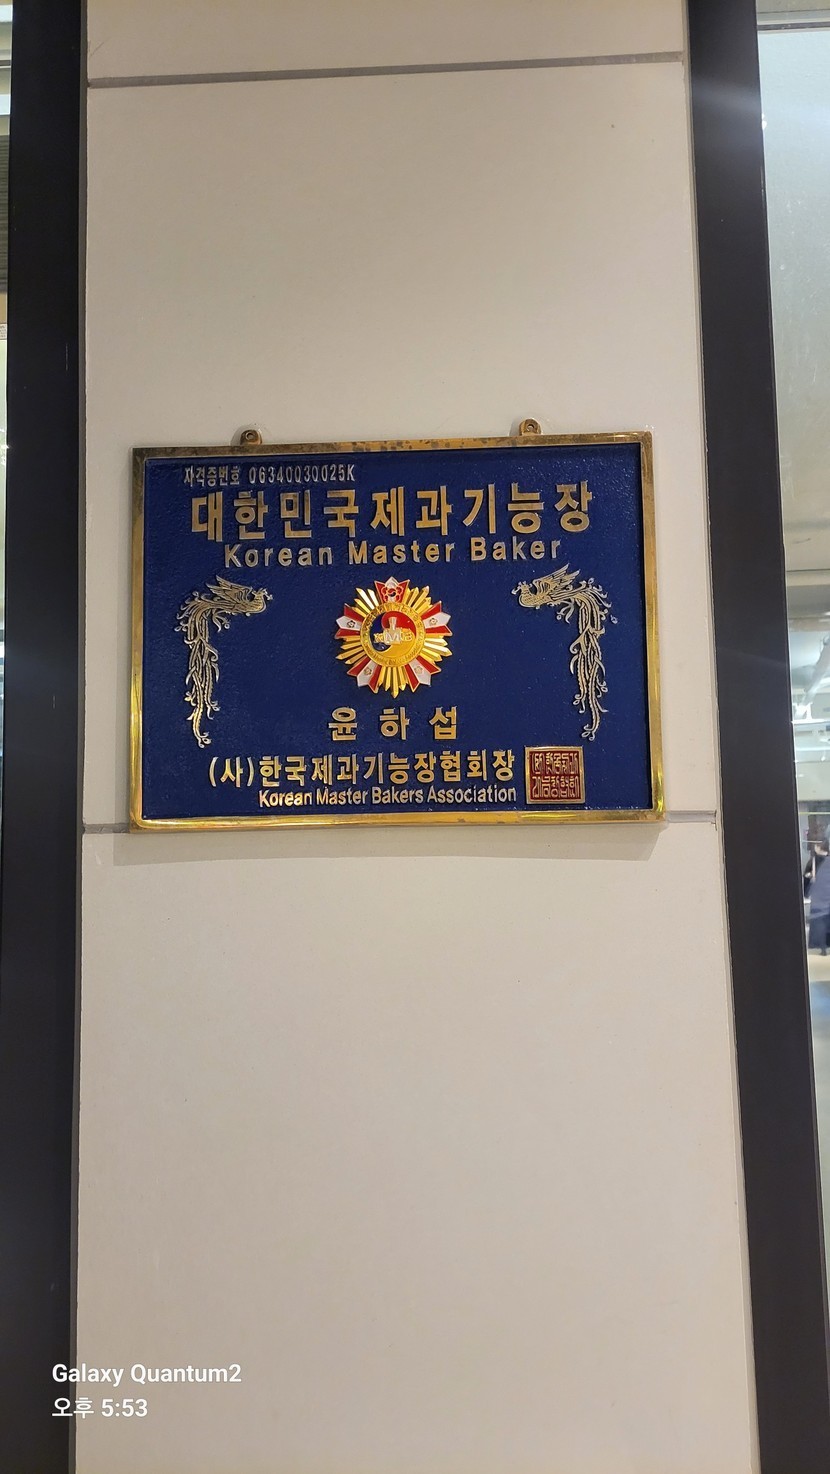 자격증번호 06340030025K
대한민국제과기능장
Korean Master Baker
KMB
윤하섭
(사)한국제과기능장협회장
Korean Master Bakers Association
Galaxy Quantum2
오후 5:53